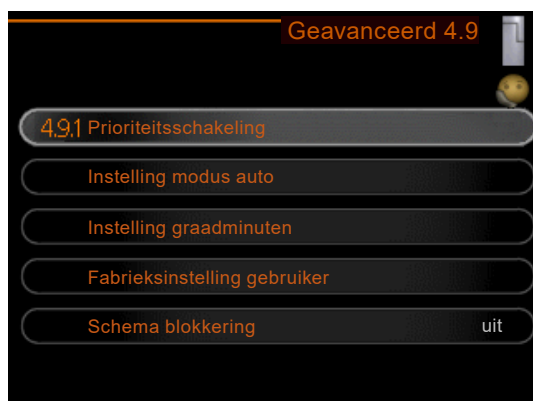 Geavanceerd 4.9
4.9.1 Prioriteitsschakeling
Instelling modus auto
Instelling graadminuten
Fabrieksinstelling gebruiker
Schema blokkering uit